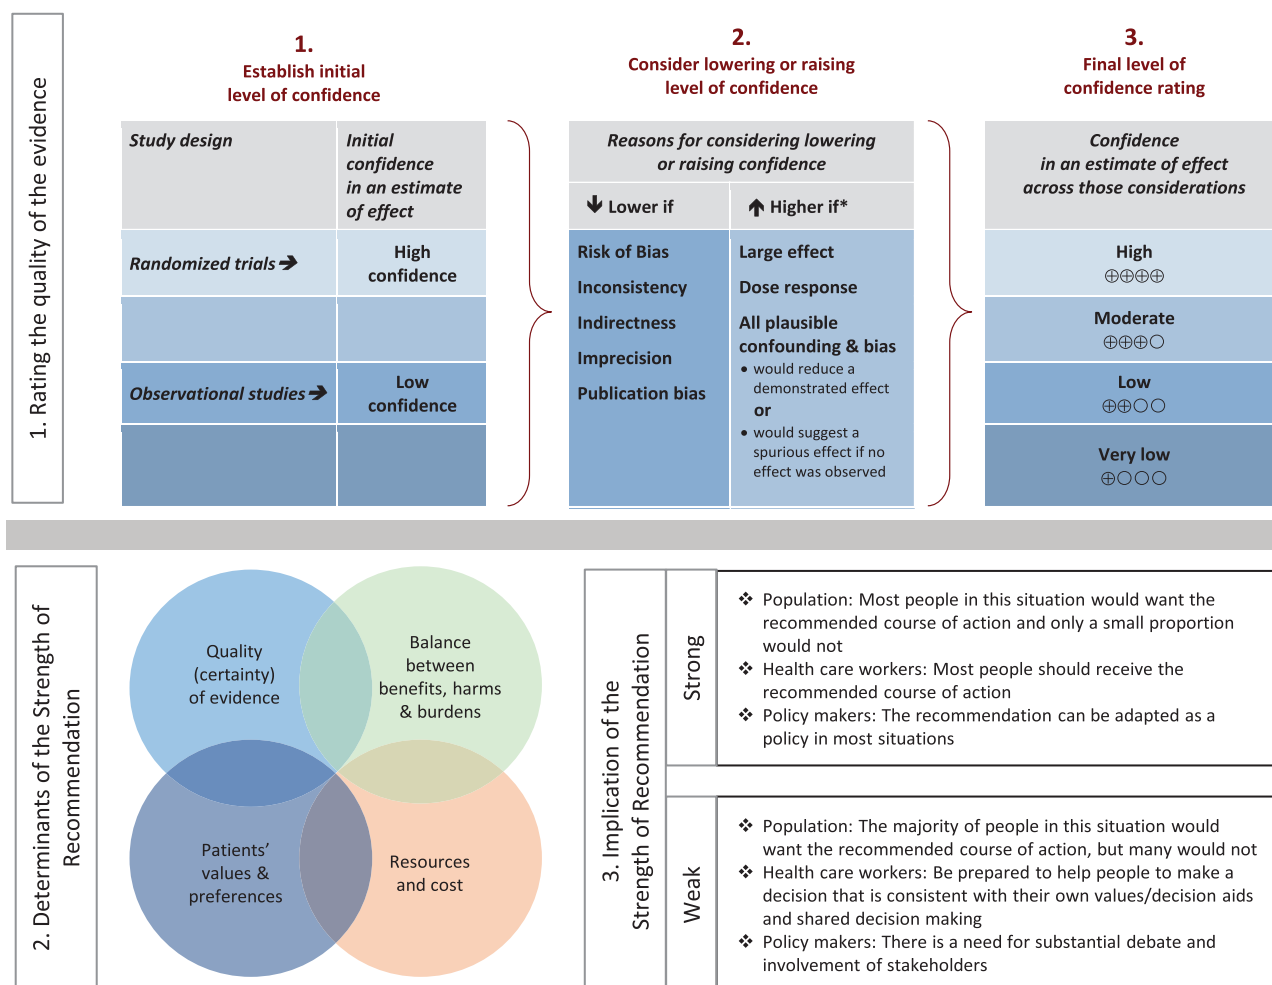 1. Rating the quality of the evidence
1.
Establish initial
level of confidence
Study design
Initial
confidence
in an estimate
of effect
Randomized trials ➔
High
confidence
Observational studies ➔
Low
confidence
2.
Consider lowering or raising
level of confidence
Reasons for considering lowering
or raising confidence
🡻 Lower if
🡹 Higher if*
Risk of Bias
Inconsistency
Indirectness
Imprecision
Publication bias
Large effect
Dose response
All plausible
confounding & bias
• would reduce a
demonstrated effect
or
• would suggest a
spurious effect if no
effect was observed
3.
Final level of
confidence rating
Confidence
in an estimate of effect
across those considerations
High
⊕⊕⊕⊕
Moderate
⊕⊕⊕○
Low
⊕⊕○○
Very low
⊕○○○
2. Determinants of the Strength of
Recommendation
Quality
(certainty)
of evidence
Balance
between
benefits, harms
& burdens
Patients’
values &
preferences
Resources
and cost
3. Implication of the
Strength of Recommendation
Strong
❖ Population: Most people in this situation would want the
recommended course of action and only a small proportion
would not
❖ Health care workers: Most people should receive the
recommended course of action
❖ Policy makers: The recommendation can be adapted as a
policy in most situations
Weak
❖ Population: The majority of people in this situation would
want the recommended course of action, but many would not
❖ Health care workers: Be prepared to help people to make a
decision that is consistent with their own values/decision aids
and shared decision making
❖ Policy makers: There is a need for substantial debate and
involvement of stakeholders